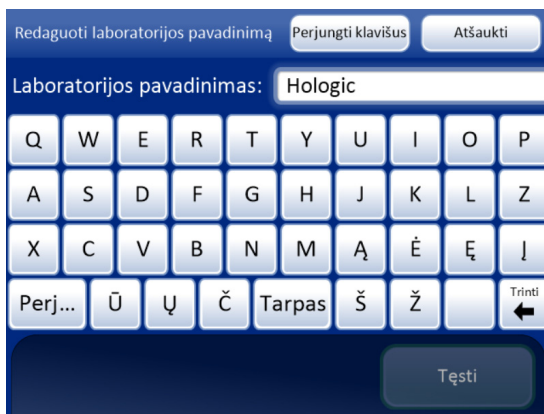 Redaguoti laboratorijos pavadinimą Perjungti klavišus Atšaukti
Laboratorijos pavadinimas: Hologic
Q W E R T Y U I O P
A S D F G H J K L Z
X C V B N M Ą Ė Ę Į
Perj... Ū Ų Č Tarpas Š Ž Trinti
Tęsti